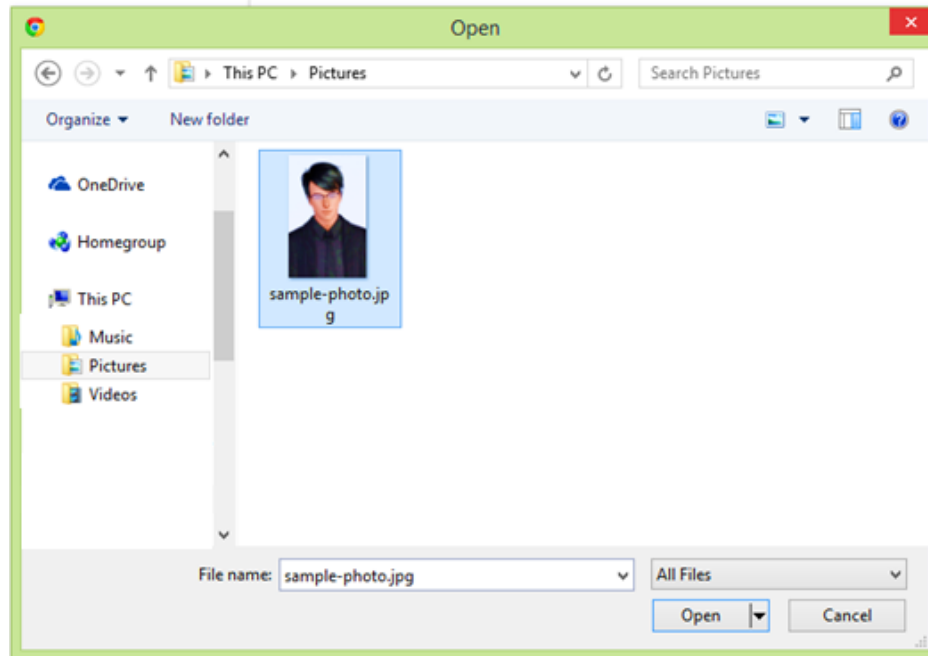 Open
This PC Pictures
Search Pictures
Organize
New folder
OneDrive
Homegroup
This PC
Music
Pictures
Videos
sample-photo.jp
g
File name: sample-photo.jpg
All Files
Open
Cancel